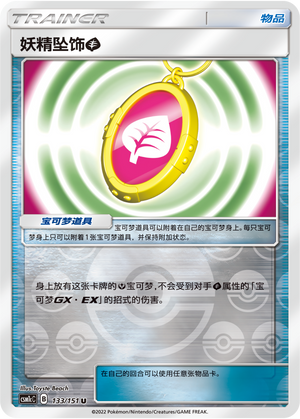 TRAINER
物品
妖精坠饰
宝可梦道具
宝可梦道具可以附着在自己的宝可梦身上。每只宝可
梦身上只可以附着1张宝可梦道具,并保持附加状态。
身上放有这张卡牌的宝可梦,不会受到对手属性的「宝
可梦GX・EX」的招式的伤害。
Illus. Toyste Beach
csm1cC D 133/151 U
在自己的回合可以使用任意张物品卡。
©2022 Pokémon/Nintendo/Creatures/GAME FREAK.